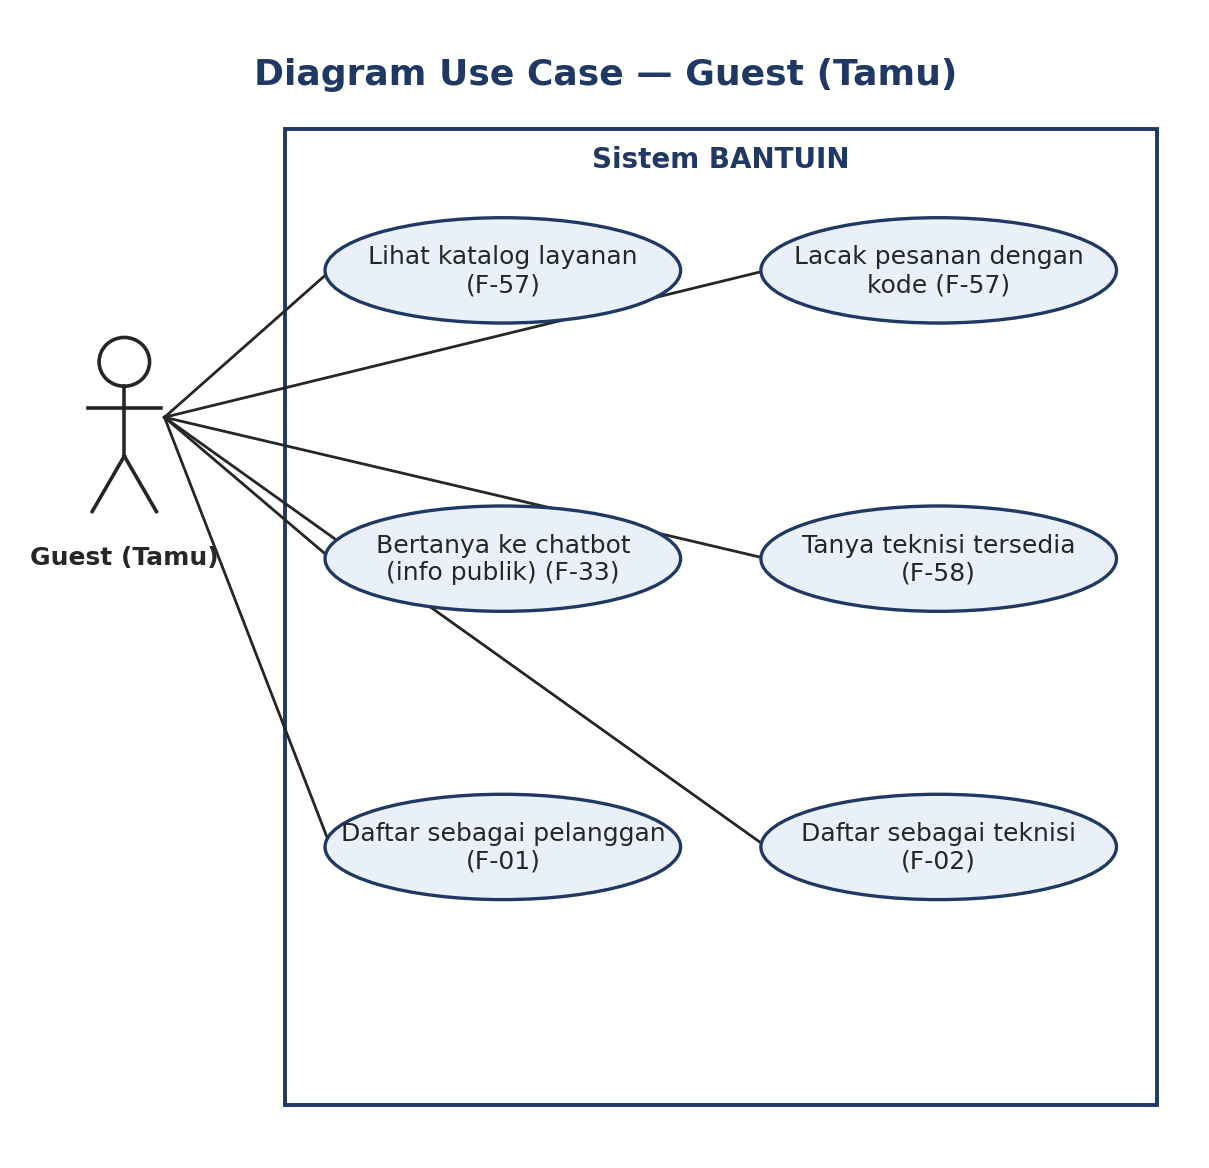 Diagram Use Case — Guest (Tamu)
Sistem BANTUIN
Lihat katalog layanan
(F-57)
Lacak pesanan dengan
kode (F-57)
Guest (Tamu)
Bertanya ke chatbot
(info publik) (F-33)
Tanya teknisi tersedia
(F-58)
Daftar sebagai pelanggan
(F-01)
Daftar sebagai teknisi
(F-02)